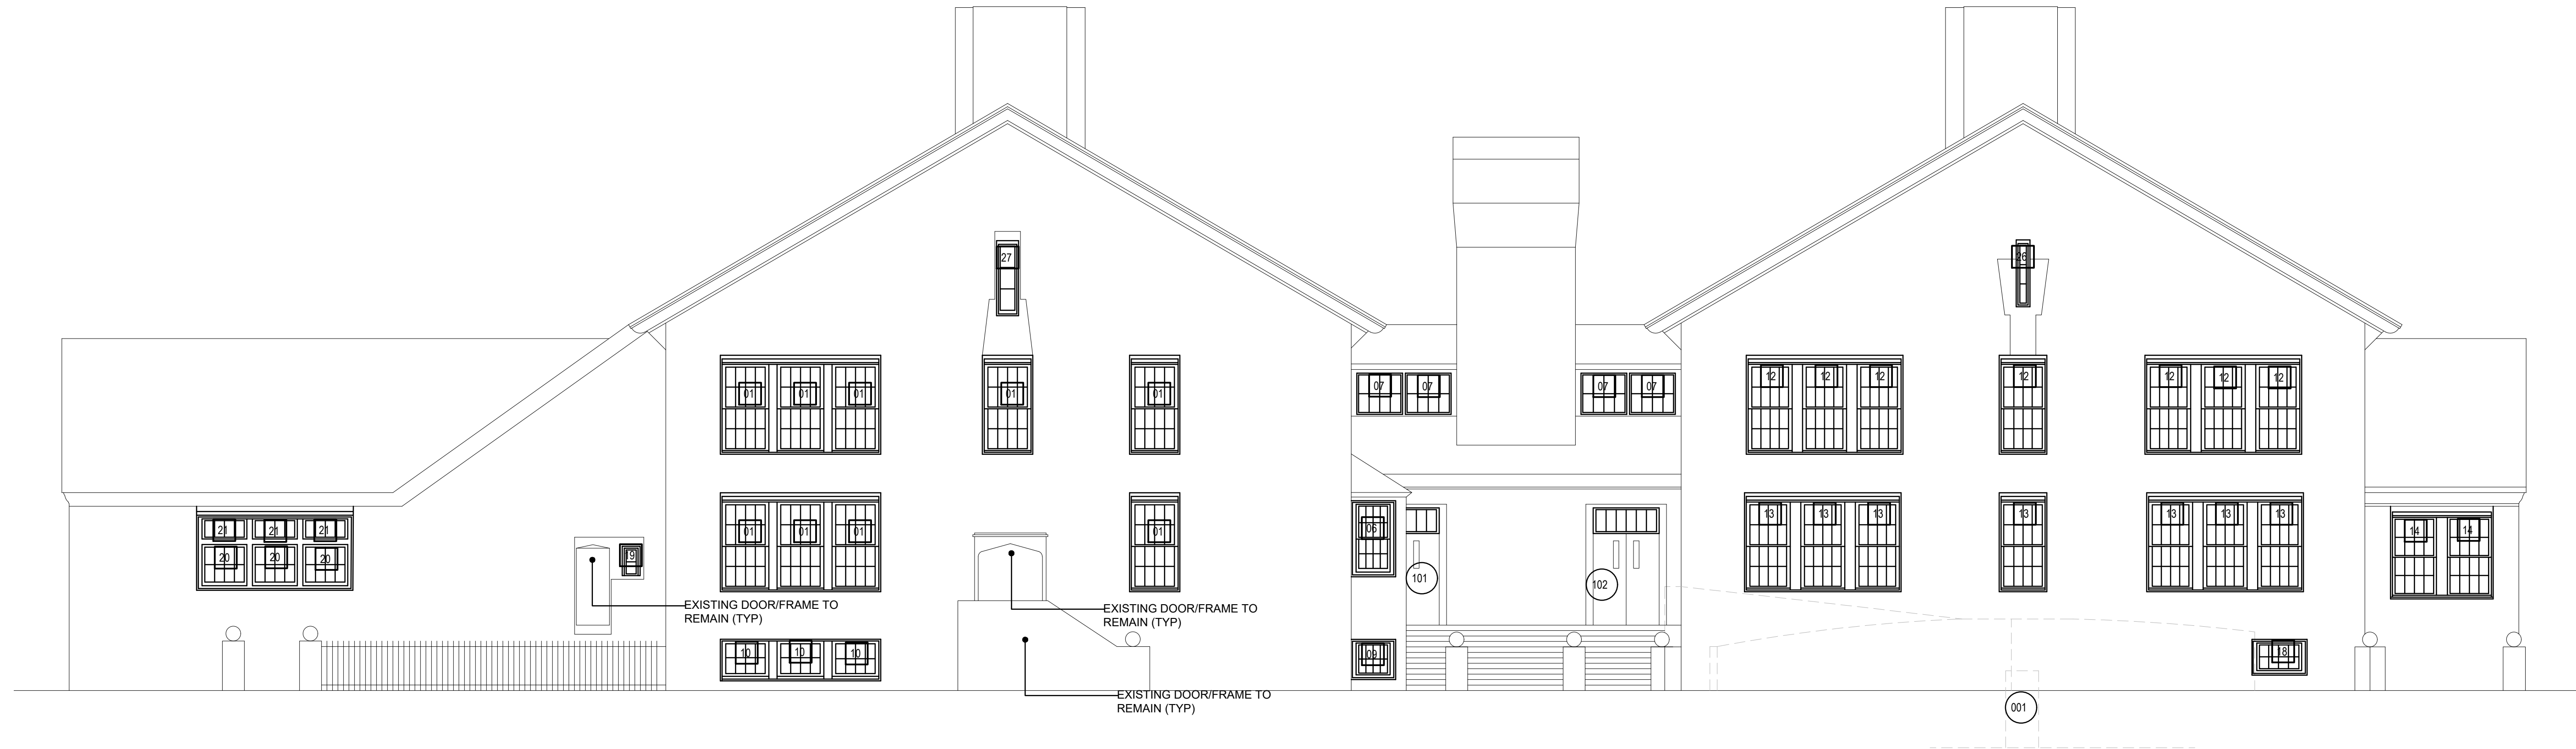 27
26
01 01 01 01 01
07 07 07 07
12 12 12 12 12 12 12
21 21 21
20 20 20
01 01 01 01
06
13 13 13 13 13 13 13
14 14
19
101
102
EXISTING DOOR/FRAME TO
REMAIN (TYP)
EXISTING DOOR/FRAME TO
REMAIN (TYP)
10 10 10
09
18
EXISTING DOOR/FRAME TO
REMAIN (TYP)
001